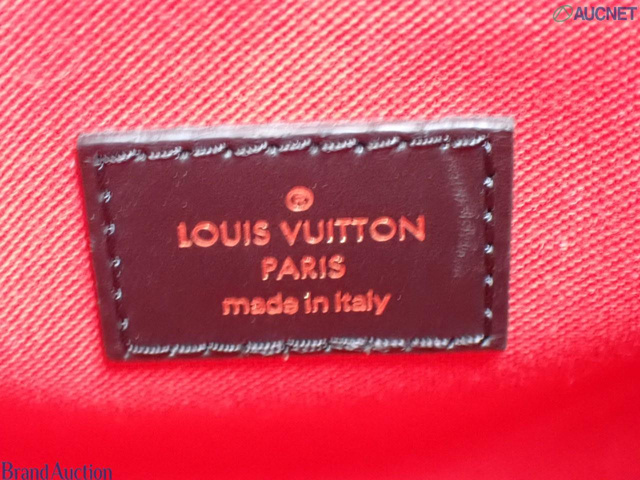 AUCNET
®
LOUIS VUITTON
PARIS
made in Italy
Brand Auction